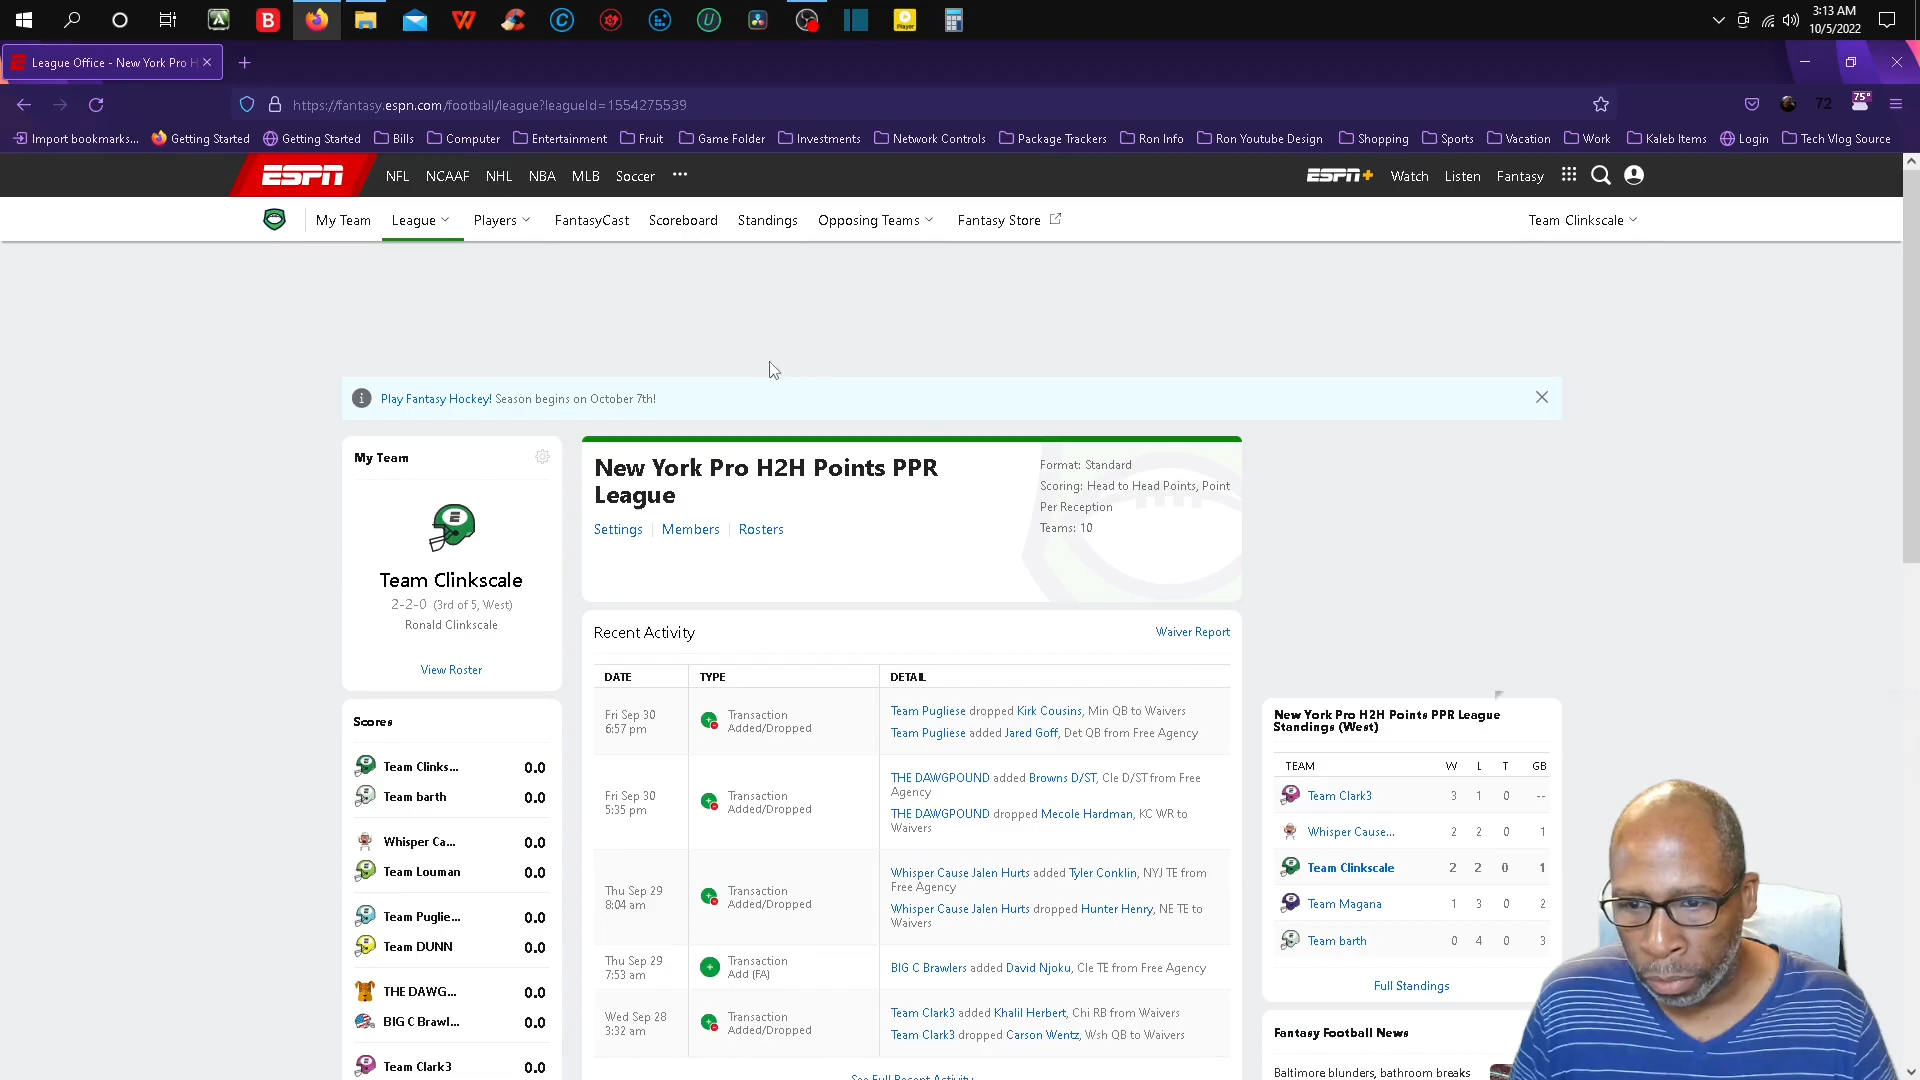 3:13 AM
10/5/2022
League Office - New York Pro H
https://fantasy.espn.com/football/league?leagueId=1554275539
72
75°
Import bookmarks...
Getting Started
Getting Started
Bills
Computer
Entertainment
Fruit
Game Folder
Investments
Network Controls
Package Trackers
Ron Info
Ron Youtube Design
Shopping
Sports
Vacation
Work
Kaleb Items
Login
Tech Vlog Source
ESPN
NFL
NCAAF
NHL
NBA
MLB
Soccer
ESPN+
Watch
Listen
Fantasy
My Team
League
Players
FantasyCast
Scoreboard
Standings
Opposing Teams
Fantasy Store
Team Clinkscale
Play Fantasy Hockey! Season begins on October 7th!
My Team
Team Clinkscale
2-2-0 (3rd of 5, West)
Ronald Clinkscale
View Roster
Scores
Team Clinks... 0.0
Team barth 0.0
Whisper Ca... 0.0
Team Louman 0.0
Team Puglie... 0.0
Team DUNN 0.0
THE DAWG... 0.0
BIG C Brawl... 0.0
Team Clark3 0.0
New York Pro H2H Points PPR
League
Settings | Members | Rosters
Format: Standard
Scoring: Head to Head Points, Point
Per Reception
Teams: 10
Recent Activity
Waiver Report
DATE TYPE DETAIL
Fri Sep 30
6:57 pm
Transaction
Added/Dropped
Team Pugliese dropped Kirk Cousins, Min QB to Waivers
Team Pugliese added Jared Goff, Det QB from Free Agency
Fri Sep 30
5:35 pm
Transaction
Added/Dropped
THE DAWGPOUND added Browns D/ST, Cle D/ST from Free
Agency
THE DAWGPOUND dropped Mecole Hardman, KC WR to
Waivers
Thu Sep 29
8:04 am
Transaction
Added/Dropped
Whisper Cause Jalen Hurts added Tyler Conklin, NYJ TE from
Free Agency
Whisper Cause Jalen Hurts dropped Hunter Henry, NE TE to
Waivers
Thu Sep 29
7:53 am
Transaction
Add (FA)
BIG C Brawlers added David Njoku, Cle TE from Free Agency
Wed Sep 28
3:32 am
Transaction
Added/Dropped
Team Clark3 added Khalil Herbert, Chi RB from Waivers
Team Clark3 dropped Carson Wentz, Wsh QB to Waivers
See Full Recent Activity
New York Pro H2H Points PPR League
Standings (West)
TEAM W L T GB
Team Clark3 3 1 0 --
Whisper Cause... 2 2 0 1
Team Clinkscale 2 2 0 1
Team Magana 1 3 0 2
Team barth 0 4 0 3
Full Standings
Fantasy Football News
Baltimore blunders, bathroom breaks